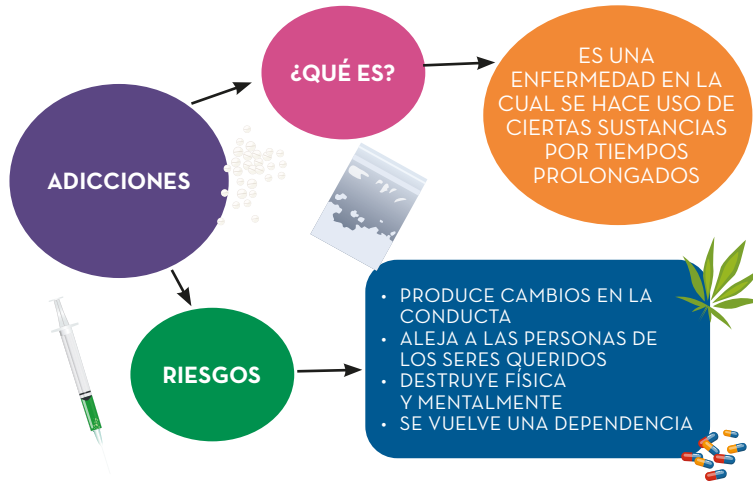 ADICCIONES
¿QUÉ ES?
ES UNA
ENFERMEDAD EN LA
CUAL SE HACE USO DE
CIERTAS SUSTANCIAS
POR TIEMPOS
PROLONGADOS
RIESGOS
• PRODUCE CAMBIOS EN LA
CONDUCTA
• ALEJA A LAS PERSONAS DE
LOS SERES QUERIDOS
• DESTRUYE FÍSICA
Y MENTALMENTE
• SE VUELVE UNA DEPENDENCIA